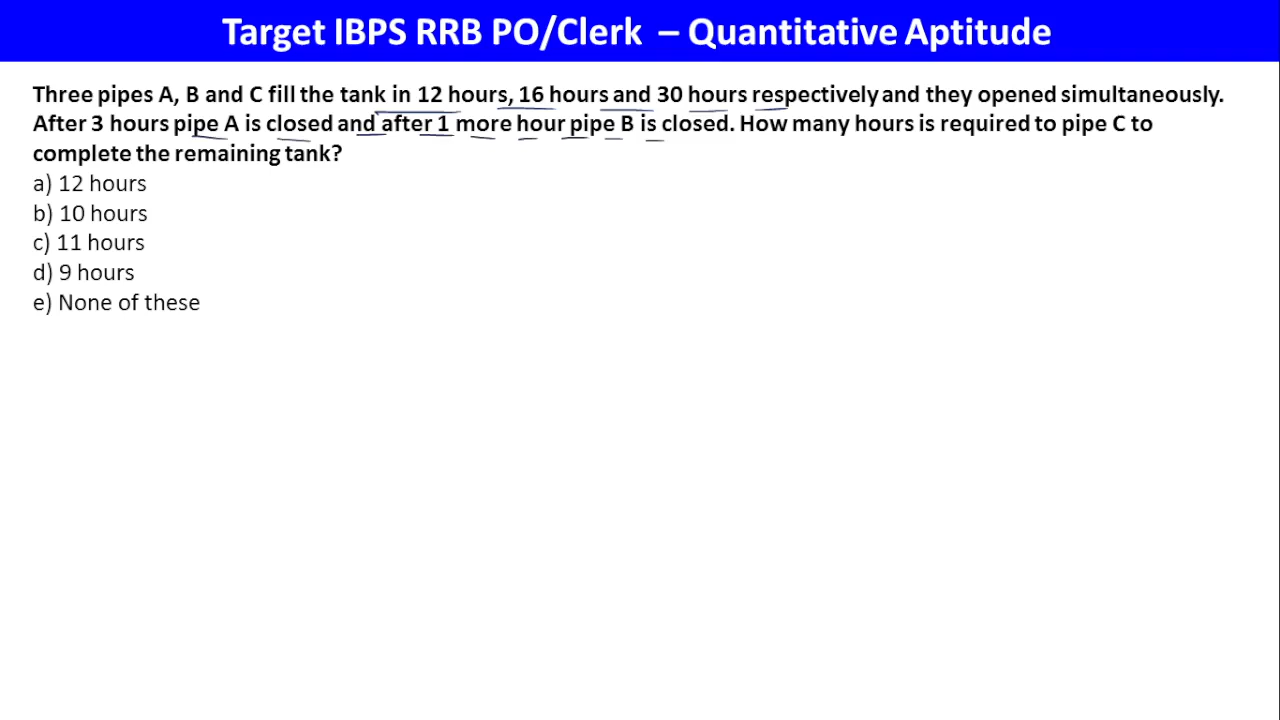 Target IBPS RRB PO/Clerk – Quantitative Aptitude
Three pipes A, B and C fill the tank in 12 hours, 16 hours and 30 hours respectively and they opened simultaneously.
After 3 hours pipe A is closed and after 1 more hour pipe B is closed. How many hours is required to pipe C to
complete the remaining tank?
a) 12 hours
b) 10 hours
c) 11 hours
d) 9 hours
e) None of these